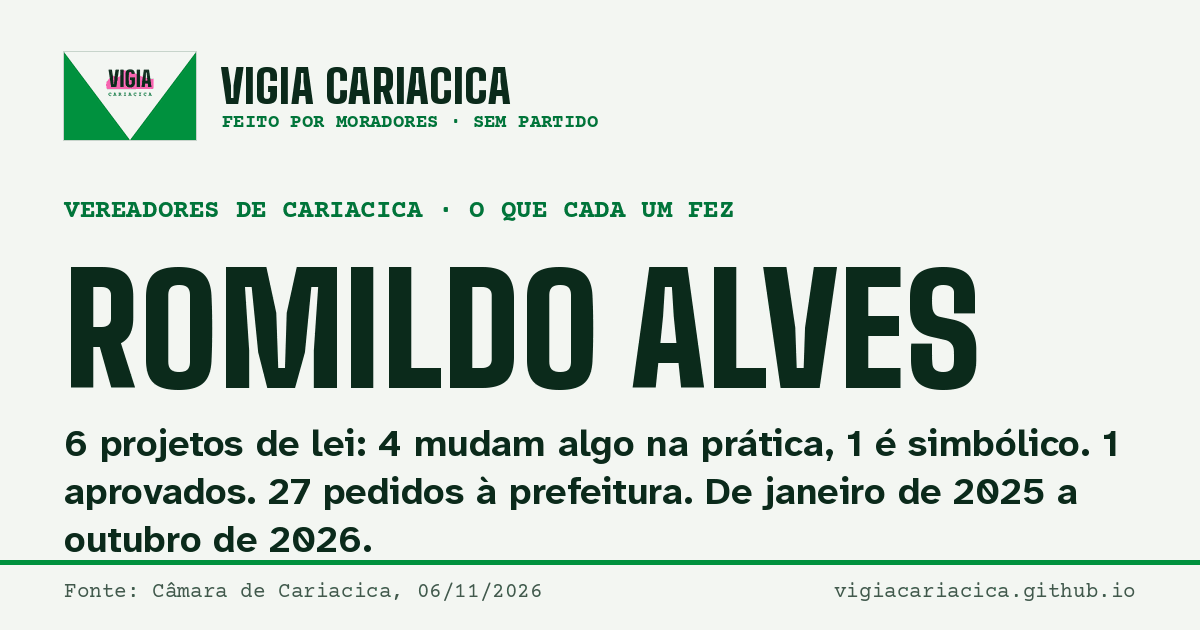 VIGIA
CARIACICA
VIGIA CARIACICA
FEITO POR MORADORES · SEM PARTIDO
VEREADORES DE CARIACICA · O QUE CADA UM FEZ
ROMILDO ALVES
6 projetos de lei: 4 mudam algo na prática, 1 é simbólico. 1
aprovados. 27 pedidos à prefeitura. De janeiro de 2025 a
outubro de 2026.
Fonte: Câmara de Cariacica, 06/11/2026
vigiacariacica.github.io